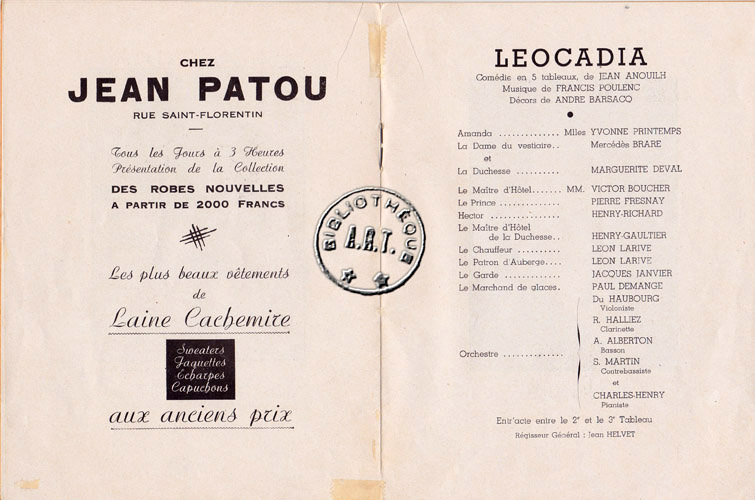 CHEZ
JEAN PATOU
RUE SAINT-FLORENTIN
Tous les Jours à 3 Heures
Présentation de la Collection
DES ROBES NOUVELLES
A PARTIR DE 2000 FRANCS
Les plus beaux vêtements
de
Laine Cachemire
Sweaters
Jaquettes
Echarpes
Capuchons
aux anciens prix
BIBLIOTHÈQUE
A.R.T.
LEOCADIA
Comédie en 5 tableaux, de JEAN ANOUILH
Musique de FRANCIS POULENC
Décors de ANDRE BARSACQ
Amanda .............. Mlles YVONNE PRINTEMPS
La Dame du vestiaire.. Mercédès BRARE
et
La Duchesse .......... MARGUERITE DEVAL
Le Maître d'Hôtel....... MM. VICTOR BOUCHER
Le Prince ............... PIERRE FRESNAY
Hector ................ HENRY-RICHARD
Le Maître d'Hôtel
de la Duchesse.. HENRY-GAULTIER
Le Chauffeur ........... LEON LARIVE
Le Patron d'Auberge.... LEON LARIVE
Le Garde ............. JACQUES JANVIER
Le Marchand de glaces. PAUL DEMANGE
Orchestre ..............
Du HAUBOURG
Violoniste
R. HALLIEZ
Clarinette
A. ALBERTON
Basson
S. MARTIN
Contrebassiste
et
CHARLES-HENRY
Pianiste
Entr'acte entre le 2e et le 3e Tableau
Régisseur Général : Jean HELVET